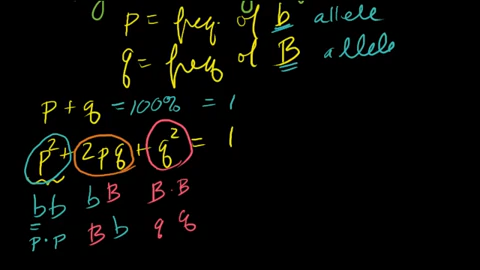 p = freq. of b allele
q = freq of B allele
p + q = 100% = 1
p² + 2pq + q² = 1
bb bB B·B
p·p Bb q q